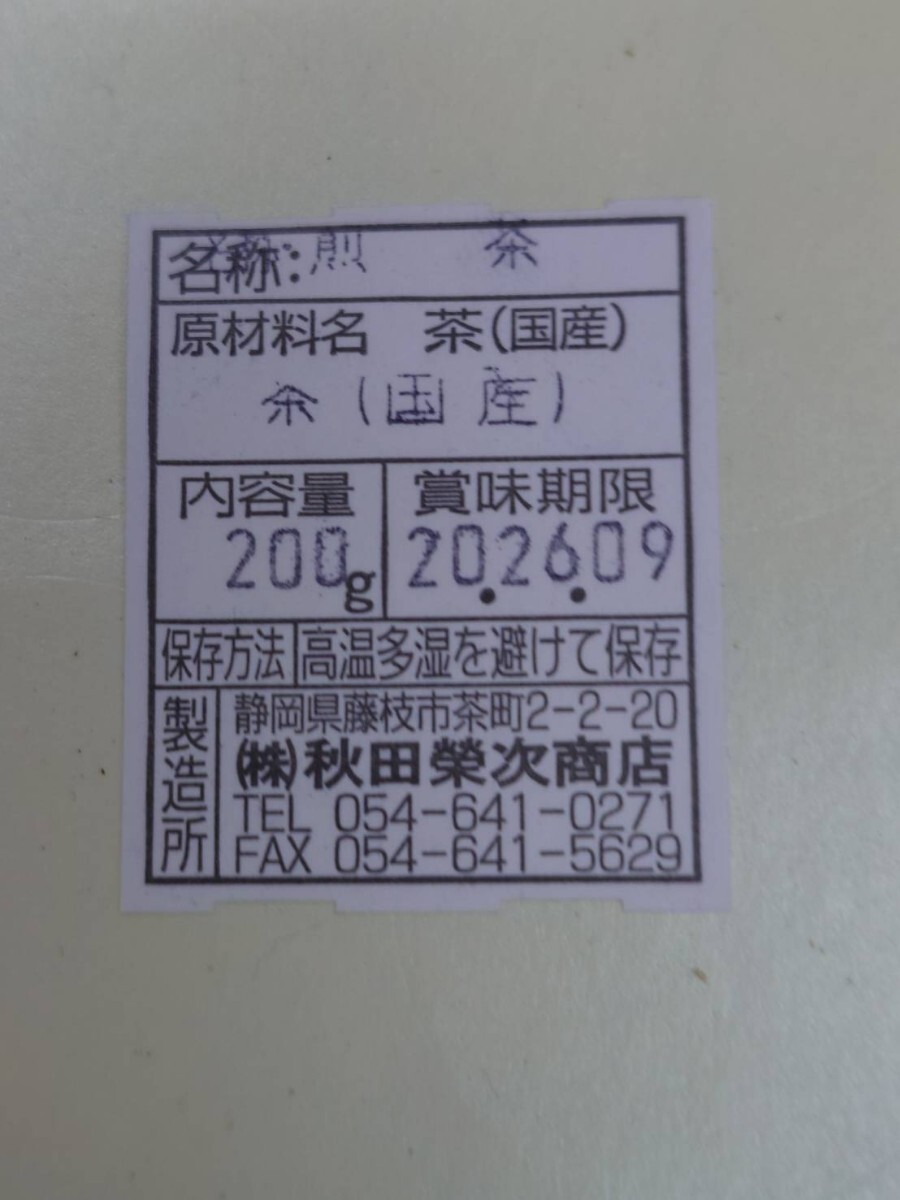 名称: 煎 茶
原材料名 茶(国産)
茶(国産)
内容量 賞味期限
200g 2026.09
保存方法 高温多湿を避けて保存
製造所 静岡県藤枝市茶町2-2-20
(株)秋田榮次商店
TEL 054-641-0271
FAX 054-641-5629